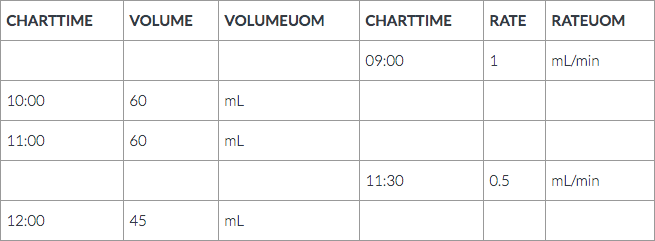 CHARTTIME VOLUME VOLUMEUOM CHARTTIME RATE RATEUOM
09:00 1 mL/min
10:00 60 mL
11:00 60 mL
11:30 0.5 mL/min
12:00 45 mL